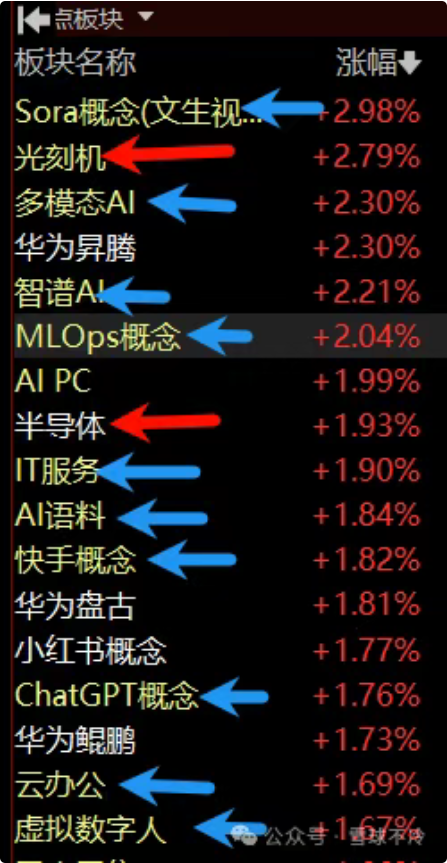 点板块
板块名称 涨幅
Sora概念(文生视... +2.98%
光刻机 +2.79%
多模态AI +2.30%
华为昇腾 +2.30%
智谱AI +2.21%
MLOps概念 +2.04%
AI PC +1.99%
半导体 +1.93%
IT服务 +1.90%
AI语料 +1.84%
快手概念 +1.82%
华为盘古 +1.81%
小红书概念 +1.77%
ChatGPT概念 +1.76%
华为鲲鹏 +1.73%
云办公 +1.69%
虚拟数字人 +1.67%
公众号 · 雪球不冷